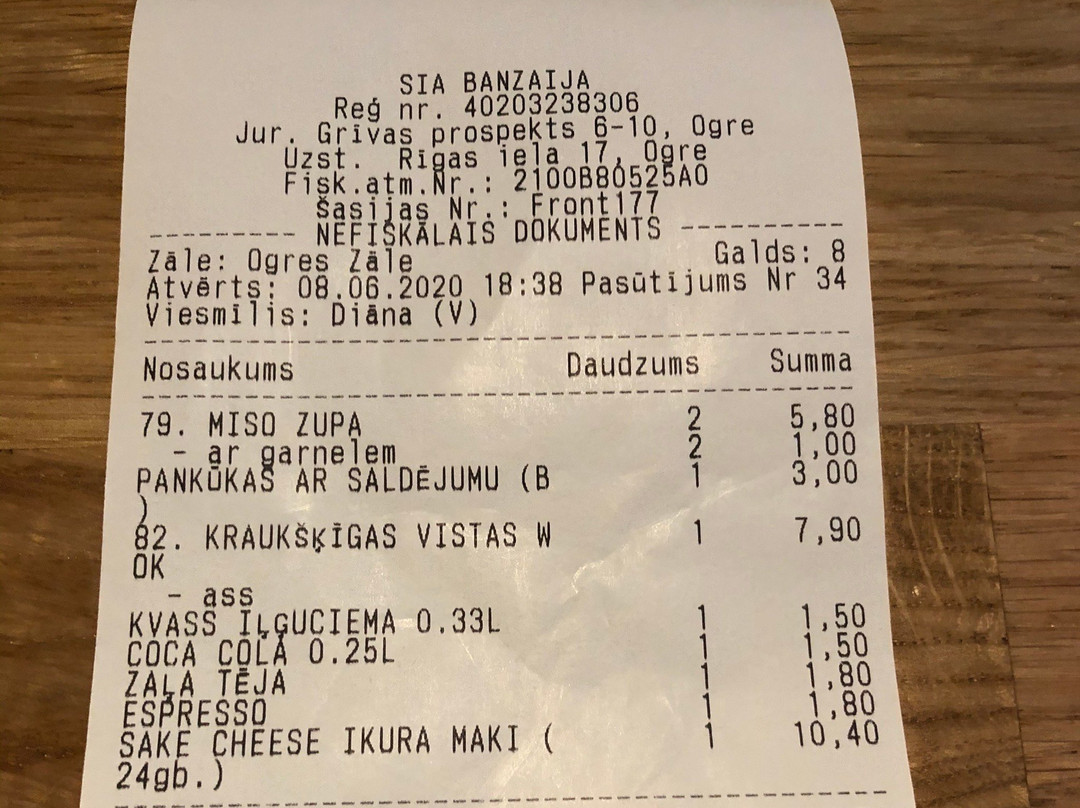 SIA BANZAIJA
Reģ nr. 40203238306
Jur. Grīvas prospekts 6-10, Ogre
Uzst. Rīgas iela 17, Ogre
Fisk.atm.Nr.: 2100B80525A0
Šasijas Nr.: Front177
--------- NEFISKĀLAIS DOKUMENTS ----------
Zāle: Ogres Zāle Galds: 8
Atvērts: 08.06.2020 18:38 Pasūtījums Nr 34
Viesmīlis: Diāna (V)
Nosaukums Daudzums Summa
79. MISO ZUPA 2 5,80
- ar garnelem 2 1,00
PANKŪKAS AR SALDĒJUMU (B 1 3,00
)
82. KRAUKŠĶĪGAS VISTAS W 1 7,90
OK
- ass
KVASS IĻĢUCIEMA 0.33L 1 1,50
COCA COLA 0.25L 1 1,50
ZAĻA TĒJA 1 1,80
ESPRESSO 1 1,80
SAKE CHEESE IKURA MAKI ( 1 10,40
24gb.)